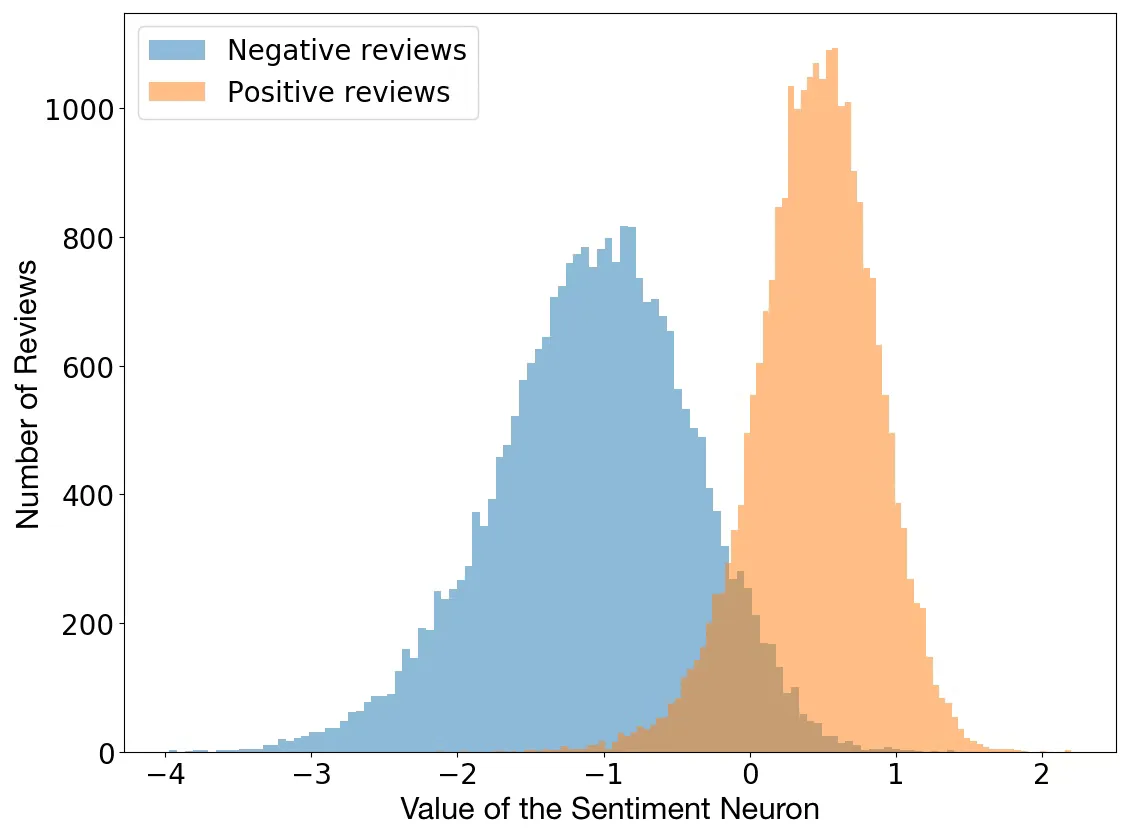 Negative reviews
Positive reviews
1000
800
600
400
200
0
Number of Reviews
−4 −3 −2 −1 0 1 2
Value of the Sentiment Neuron